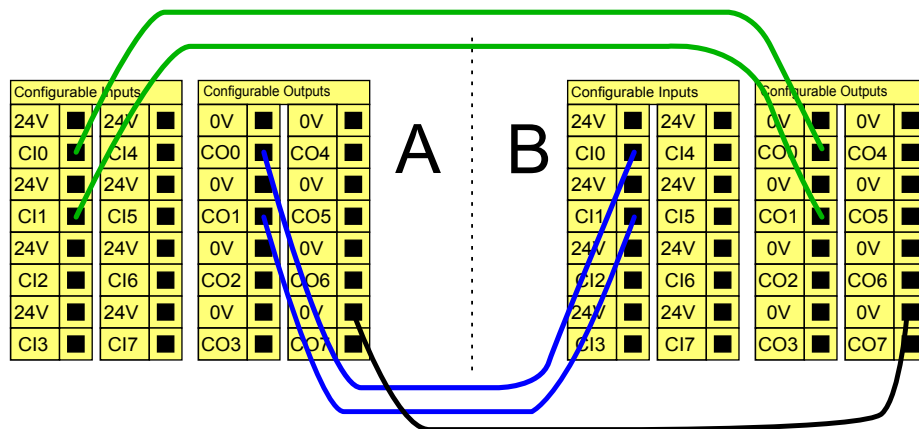 Configurable Inputs Configurable Outputs Configurable Inputs Configurable Outputs
24V 24V 0V 0V A B 24V 24V 0V 0V
CI0 CI4 CO0 CO4 CI0 CI4 CO0 CO4
24V 24V 0V 0V 24V 24V 0V 0V
CI1 CI5 CO1 CO5 CI1 CI5 CO1 CO5
24V 24V 0V 0V 24V 24V 0V 0V
CI2 CI6 CO2 CO6 CI2 CI6 CO2 CO6
24V 24V 0V 0V 24V 24V 0V 0V
CI3 CI7 CO3 CO7 CI3 CI7 CO3 CO7